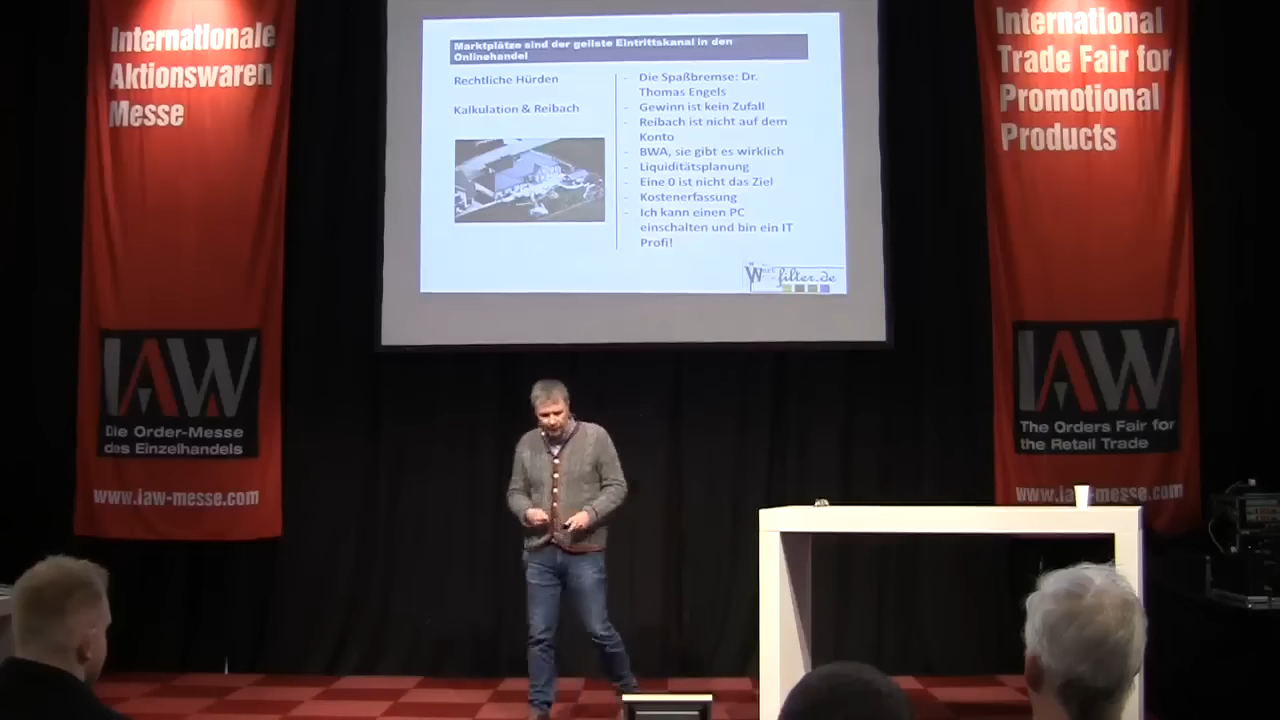 Internationale
Aktionswaren
Messe
IAW
Die Order-Messe
des Einzelhandels
www.iaw-messe.com
Marktplätze sind der geilste Eintrittskanal in den
Onlinehandel
Rechtliche Hürden
Kalkulation & Reibach
- Die Spaßbremse: Dr.
Thomas Engels
- Gewinn ist kein Zufall
- Reibach ist nicht auf dem
Konto
- BWA, sie gibt es wirklich
- Liquiditätsplanung
- Eine 0 ist nicht das Ziel
- Kostenerfassung
- Ich kann einen PC
einschalten und bin ein IT
Profi!
filter.de
International
Trade Fair for
Promotional
Products
IAW
The Orders Fair for
the Retail Trade
www.iaw-messe.com